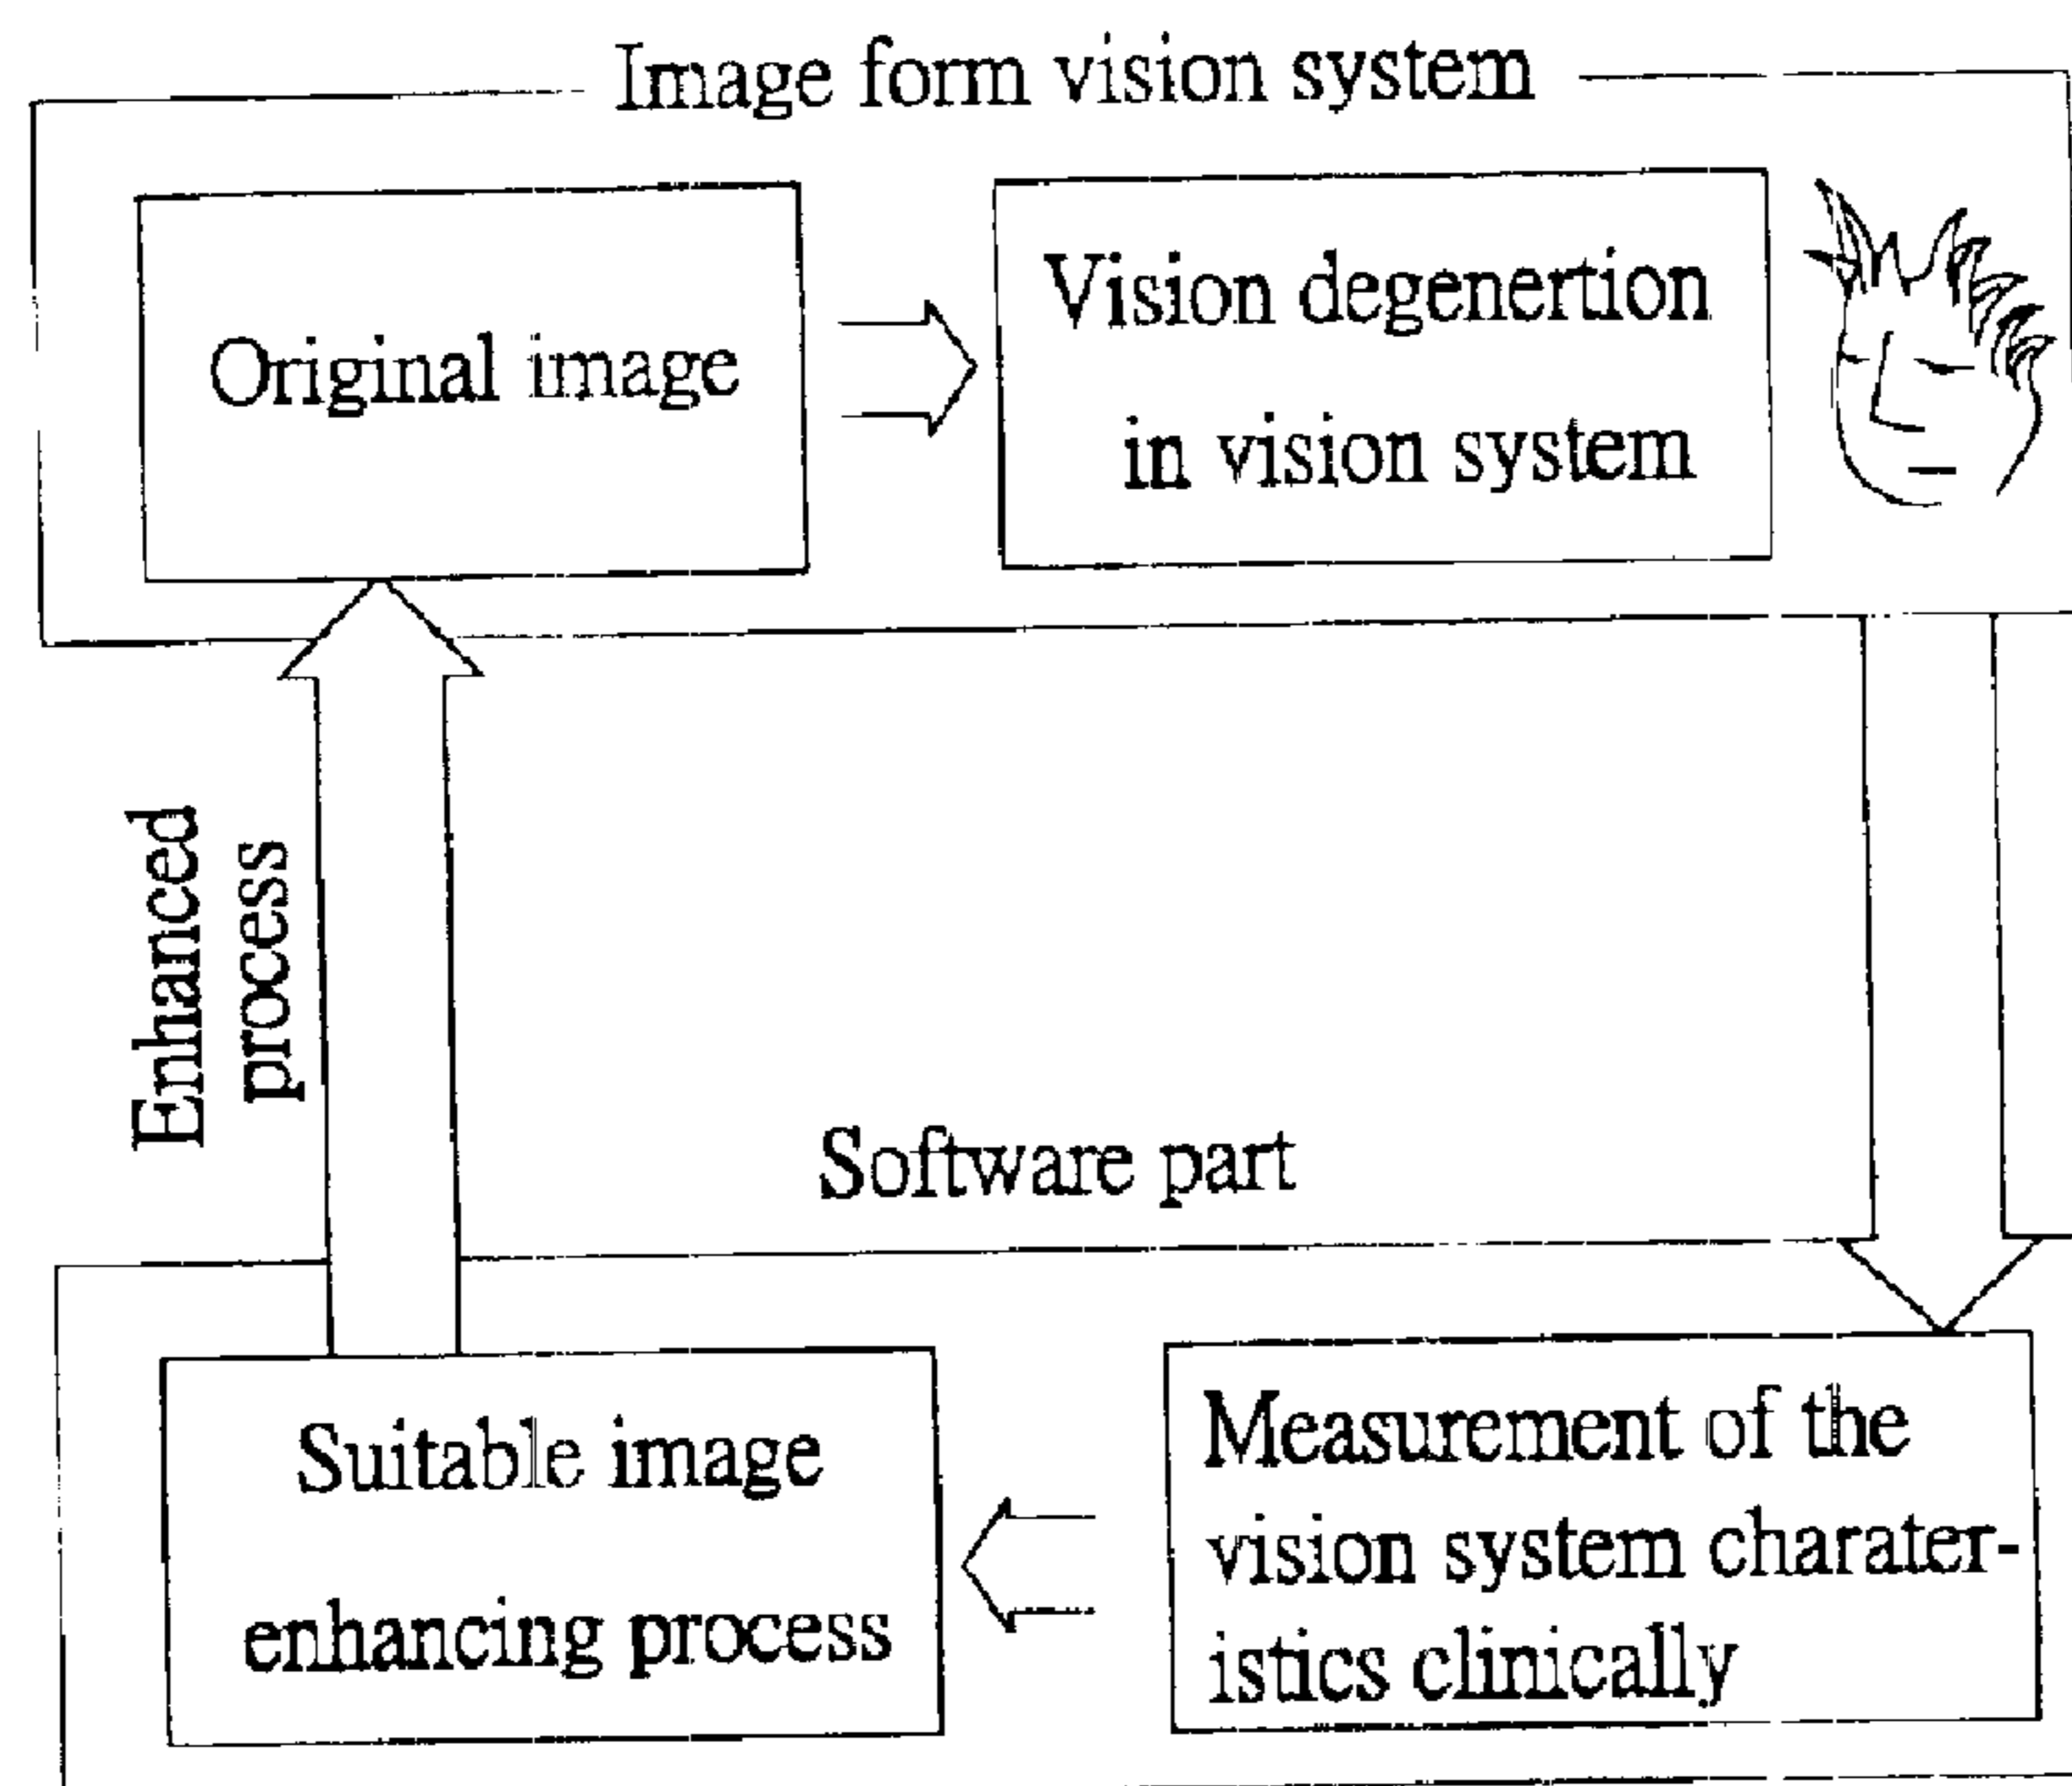 Image form vision system
Original image
Vision degenertion
in vision system
Enhanced
process
Software part
Suitable image
enhancing process
Measurement of the
vision system charater-
istics clinically